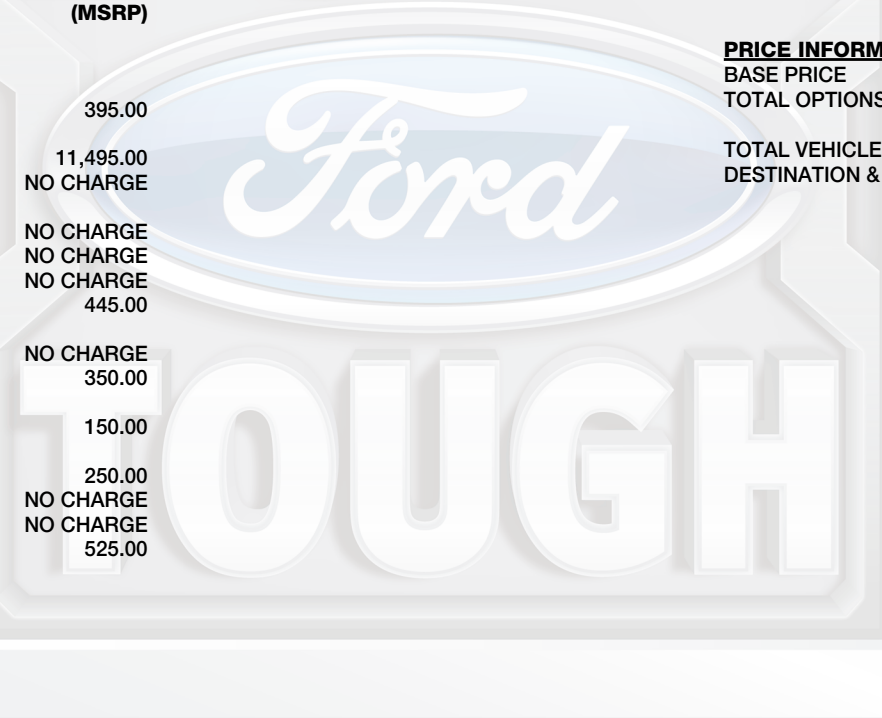 (MSRP)
395.00
11,495.00
NO CHARGE
NO CHARGE
NO CHARGE
NO CHARGE
445.00
NO CHARGE
350.00
150.00
250.00
NO CHARGE
NO CHARGE
525.00
PRICE INFORM
BASE PRICE
TOTAL OPTIONS
TOTAL VEHICLE
DESTINATION &
Ford
TOUGH